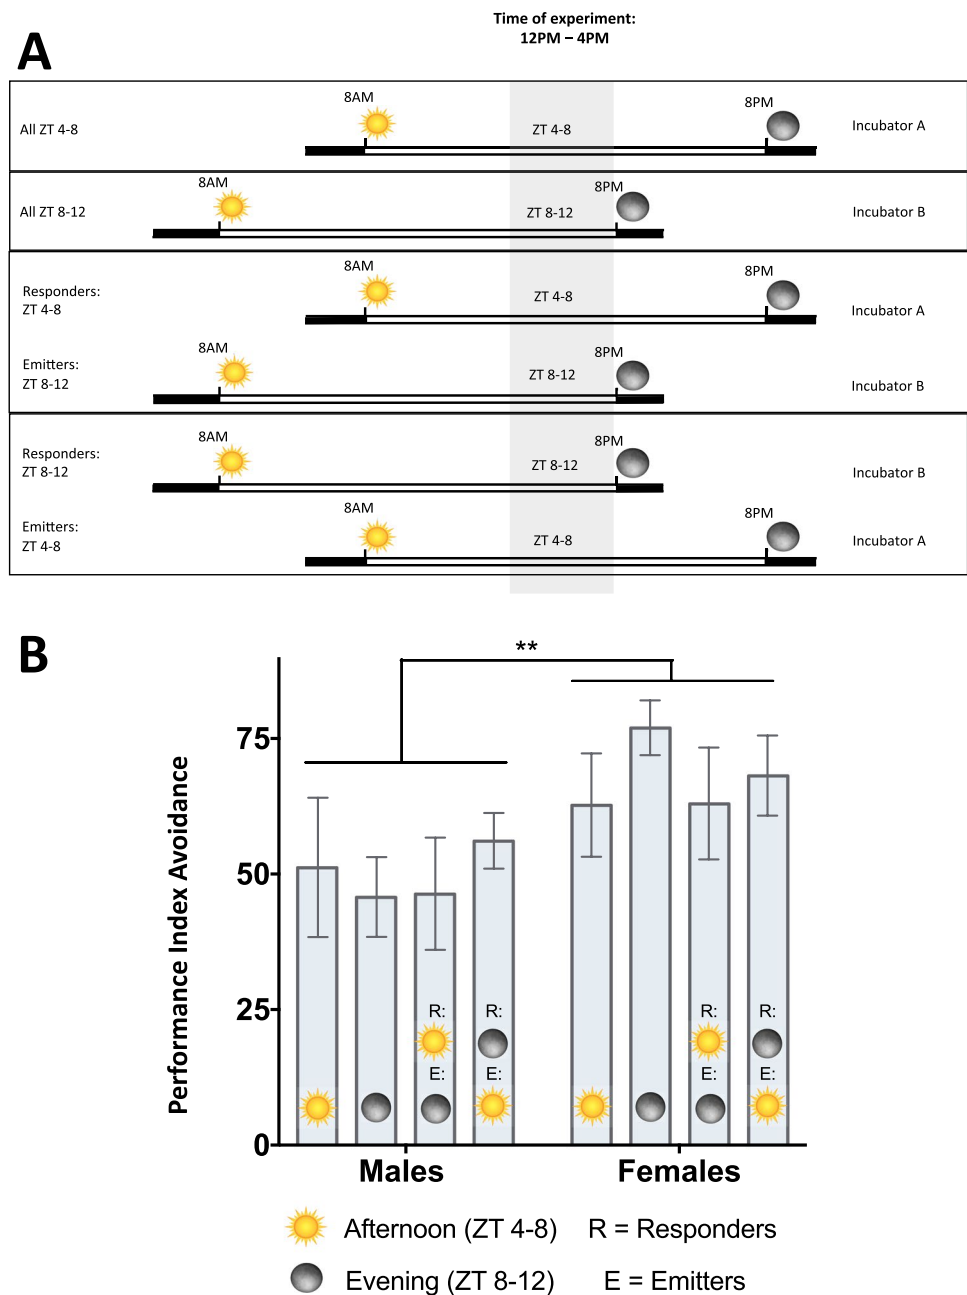 Time of experiment:
12PM – 4PM
A
All ZT 4-8
8AM
ZT 4-8
8PM
Incubator A
All ZT 8-12
8AM
ZT 8-12
8PM
Incubator B
Responders:
ZT 4-8
8AM
ZT 4-8
8PM
Incubator A
Emitters:
ZT 8-12
8AM
ZT 8-12
8PM
Incubator B
Responders:
ZT 8-12
8AM
ZT 8-12
8PM
Incubator B
Emitters:
ZT 4-8
8AM
ZT 4-8
8PM
Incubator A
B
**
Performance Index Avoidance
75
50
25
0
R: R: R: R:
E: E: E: E:
Males Females
Afternoon (ZT 4-8) R = Responders
Evening (ZT 8-12) E = Emitters